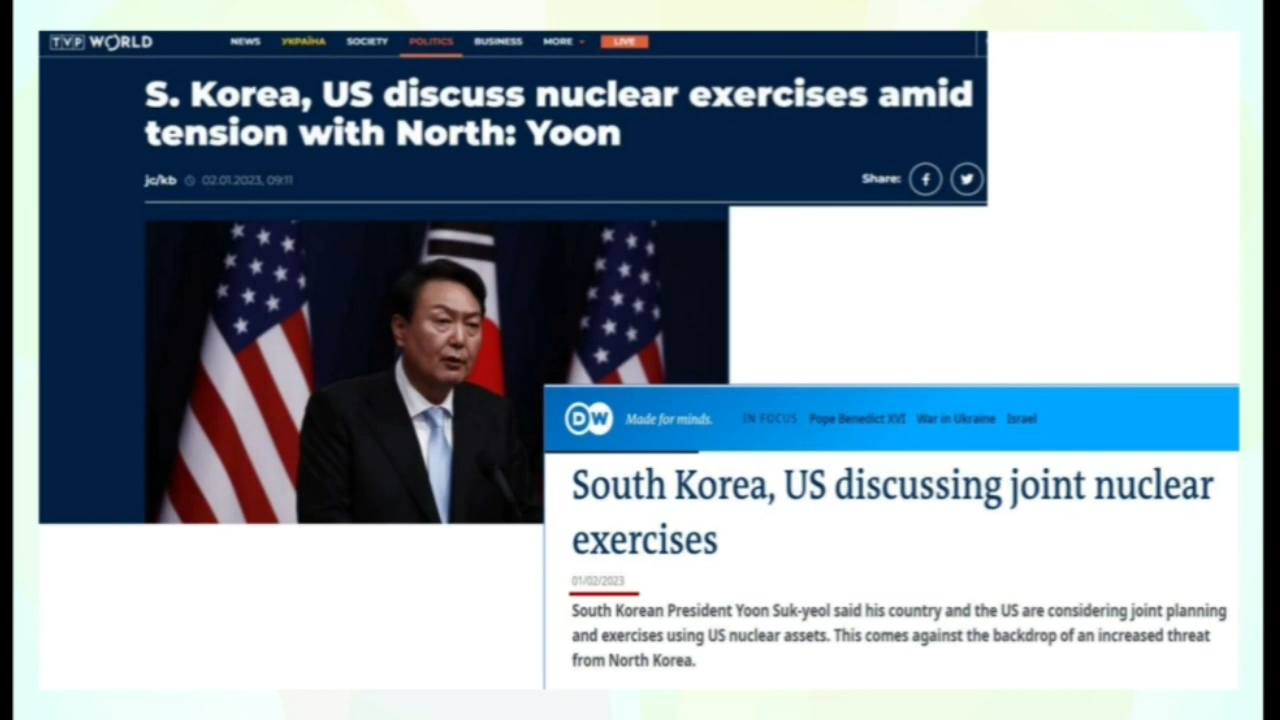 TVP WORLD NEWS УКРАЇНА SOCIETY POLITICS BUSINESS MORE LIVE
S. Korea, US discuss nuclear exercises amid
tension with North: Yoon
jc/kb 02.01.2023, 09:11 Share:
DW Made for minds. IN FOCUS Pope Benedict XVI War in Ukraine Israel
South Korea, US discussing joint nuclear
exercises
01/02/2023
South Korean President Yoon Suk-yeol said his country and the US are considering joint planning
and exercises using US nuclear assets. This comes against the backdrop of an increased threat
from North Korea.